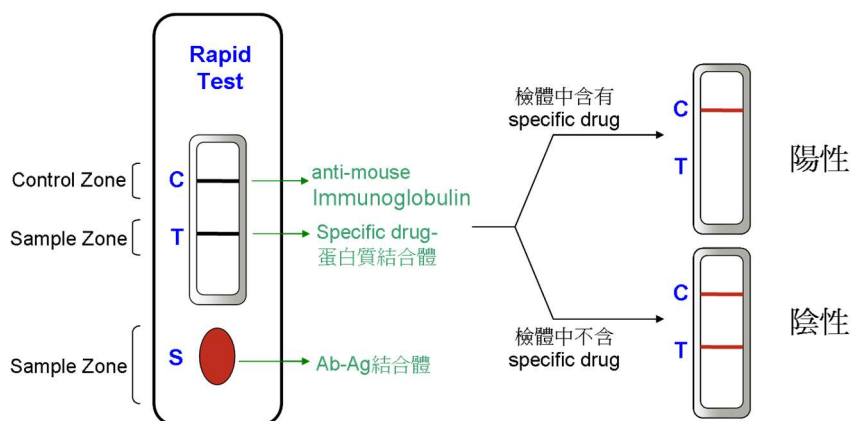 Rapid
Test
Control Zone
C
anti-mouse
Immunoglobulin
Sample Zone
T
Specific drug-
蛋白質結合體
Sample Zone
S
Ab-Ag結合體
檢體中含有
specific drug
C
T
陽性
檢體中不含
specific drug
C
T
陰性